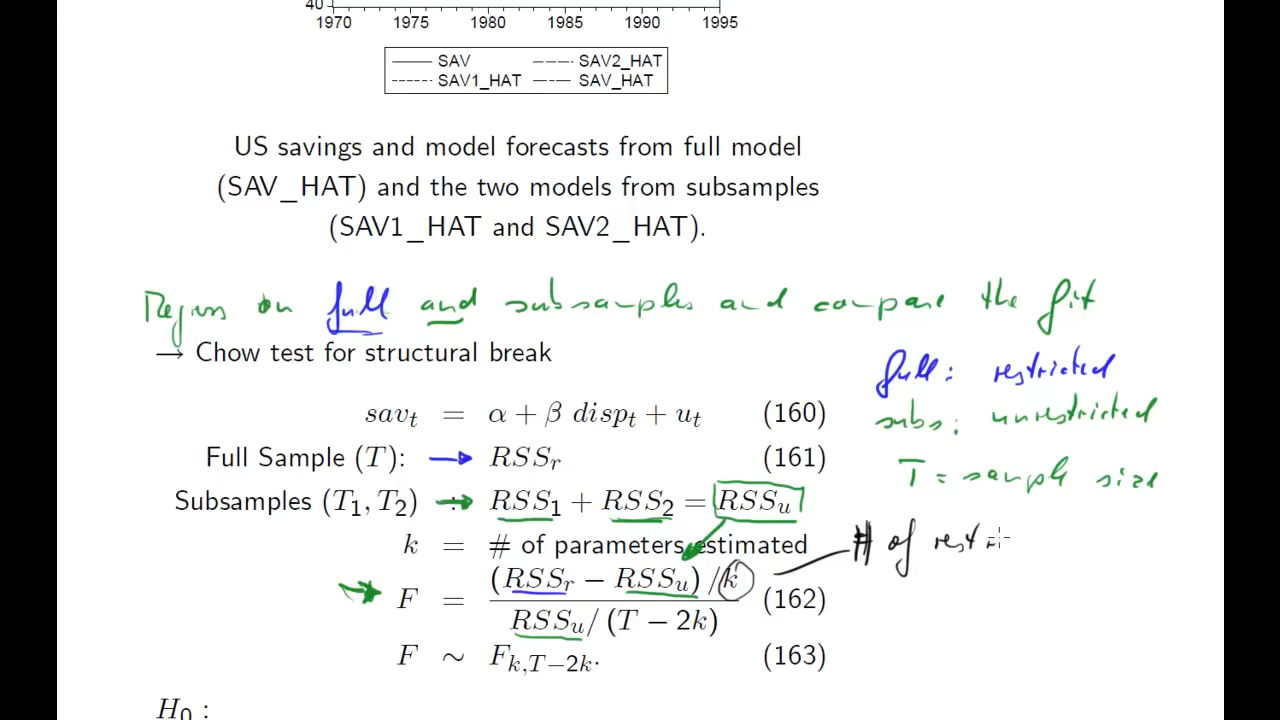 40
1970 1975 1980 1985 1990 1995
SAV SAV2_HAT
SAV1_HAT SAV_HAT
US savings and model forecasts from full model
(SAV_HAT) and the two models from subsamples
(SAV1_HAT and SAV2_HAT).
Regress on full and subsamples and compare the fit
→ Chow test for structural break
full: restricted
sav_t = α + β disp_t + u_t (160)
subs: unrestricted
Full Sample (T): → RSS_r (161)
T = sample size
Subsamples (T_1, T_2) : RSS_1 + RSS_2 = RSS_u
k = # of parameters estimated
# of restri
F = (RSS_r − RSS_u) /k / RSS_u/ (T − 2k) (162)
F ∼ F_{k,T−2k}. (163)
H_0 :